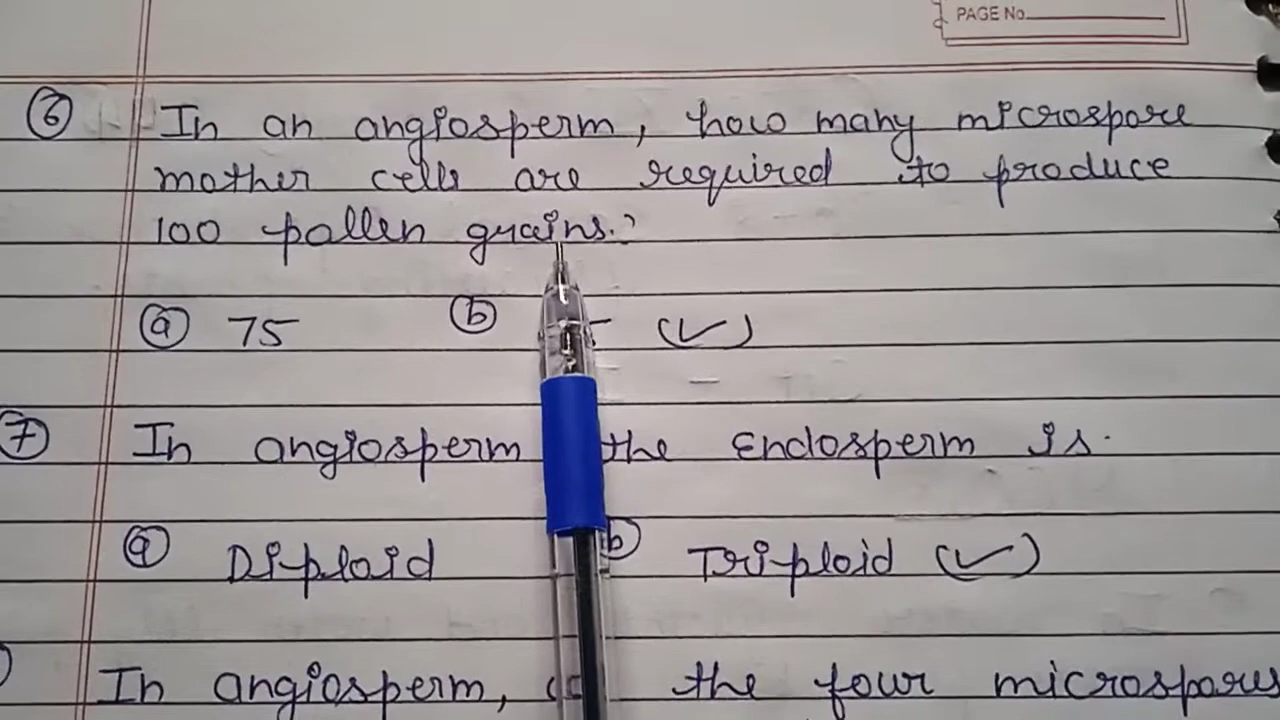 PAGE No.
6 In an angiosperm, how many microspore
mother cells are required to produce
100 pollen grains.?
a 75 b (✓)
7 In angiosperm the Endosperm is.
a Diploid b Triploid (✓)
In angiosperm, the four microspores